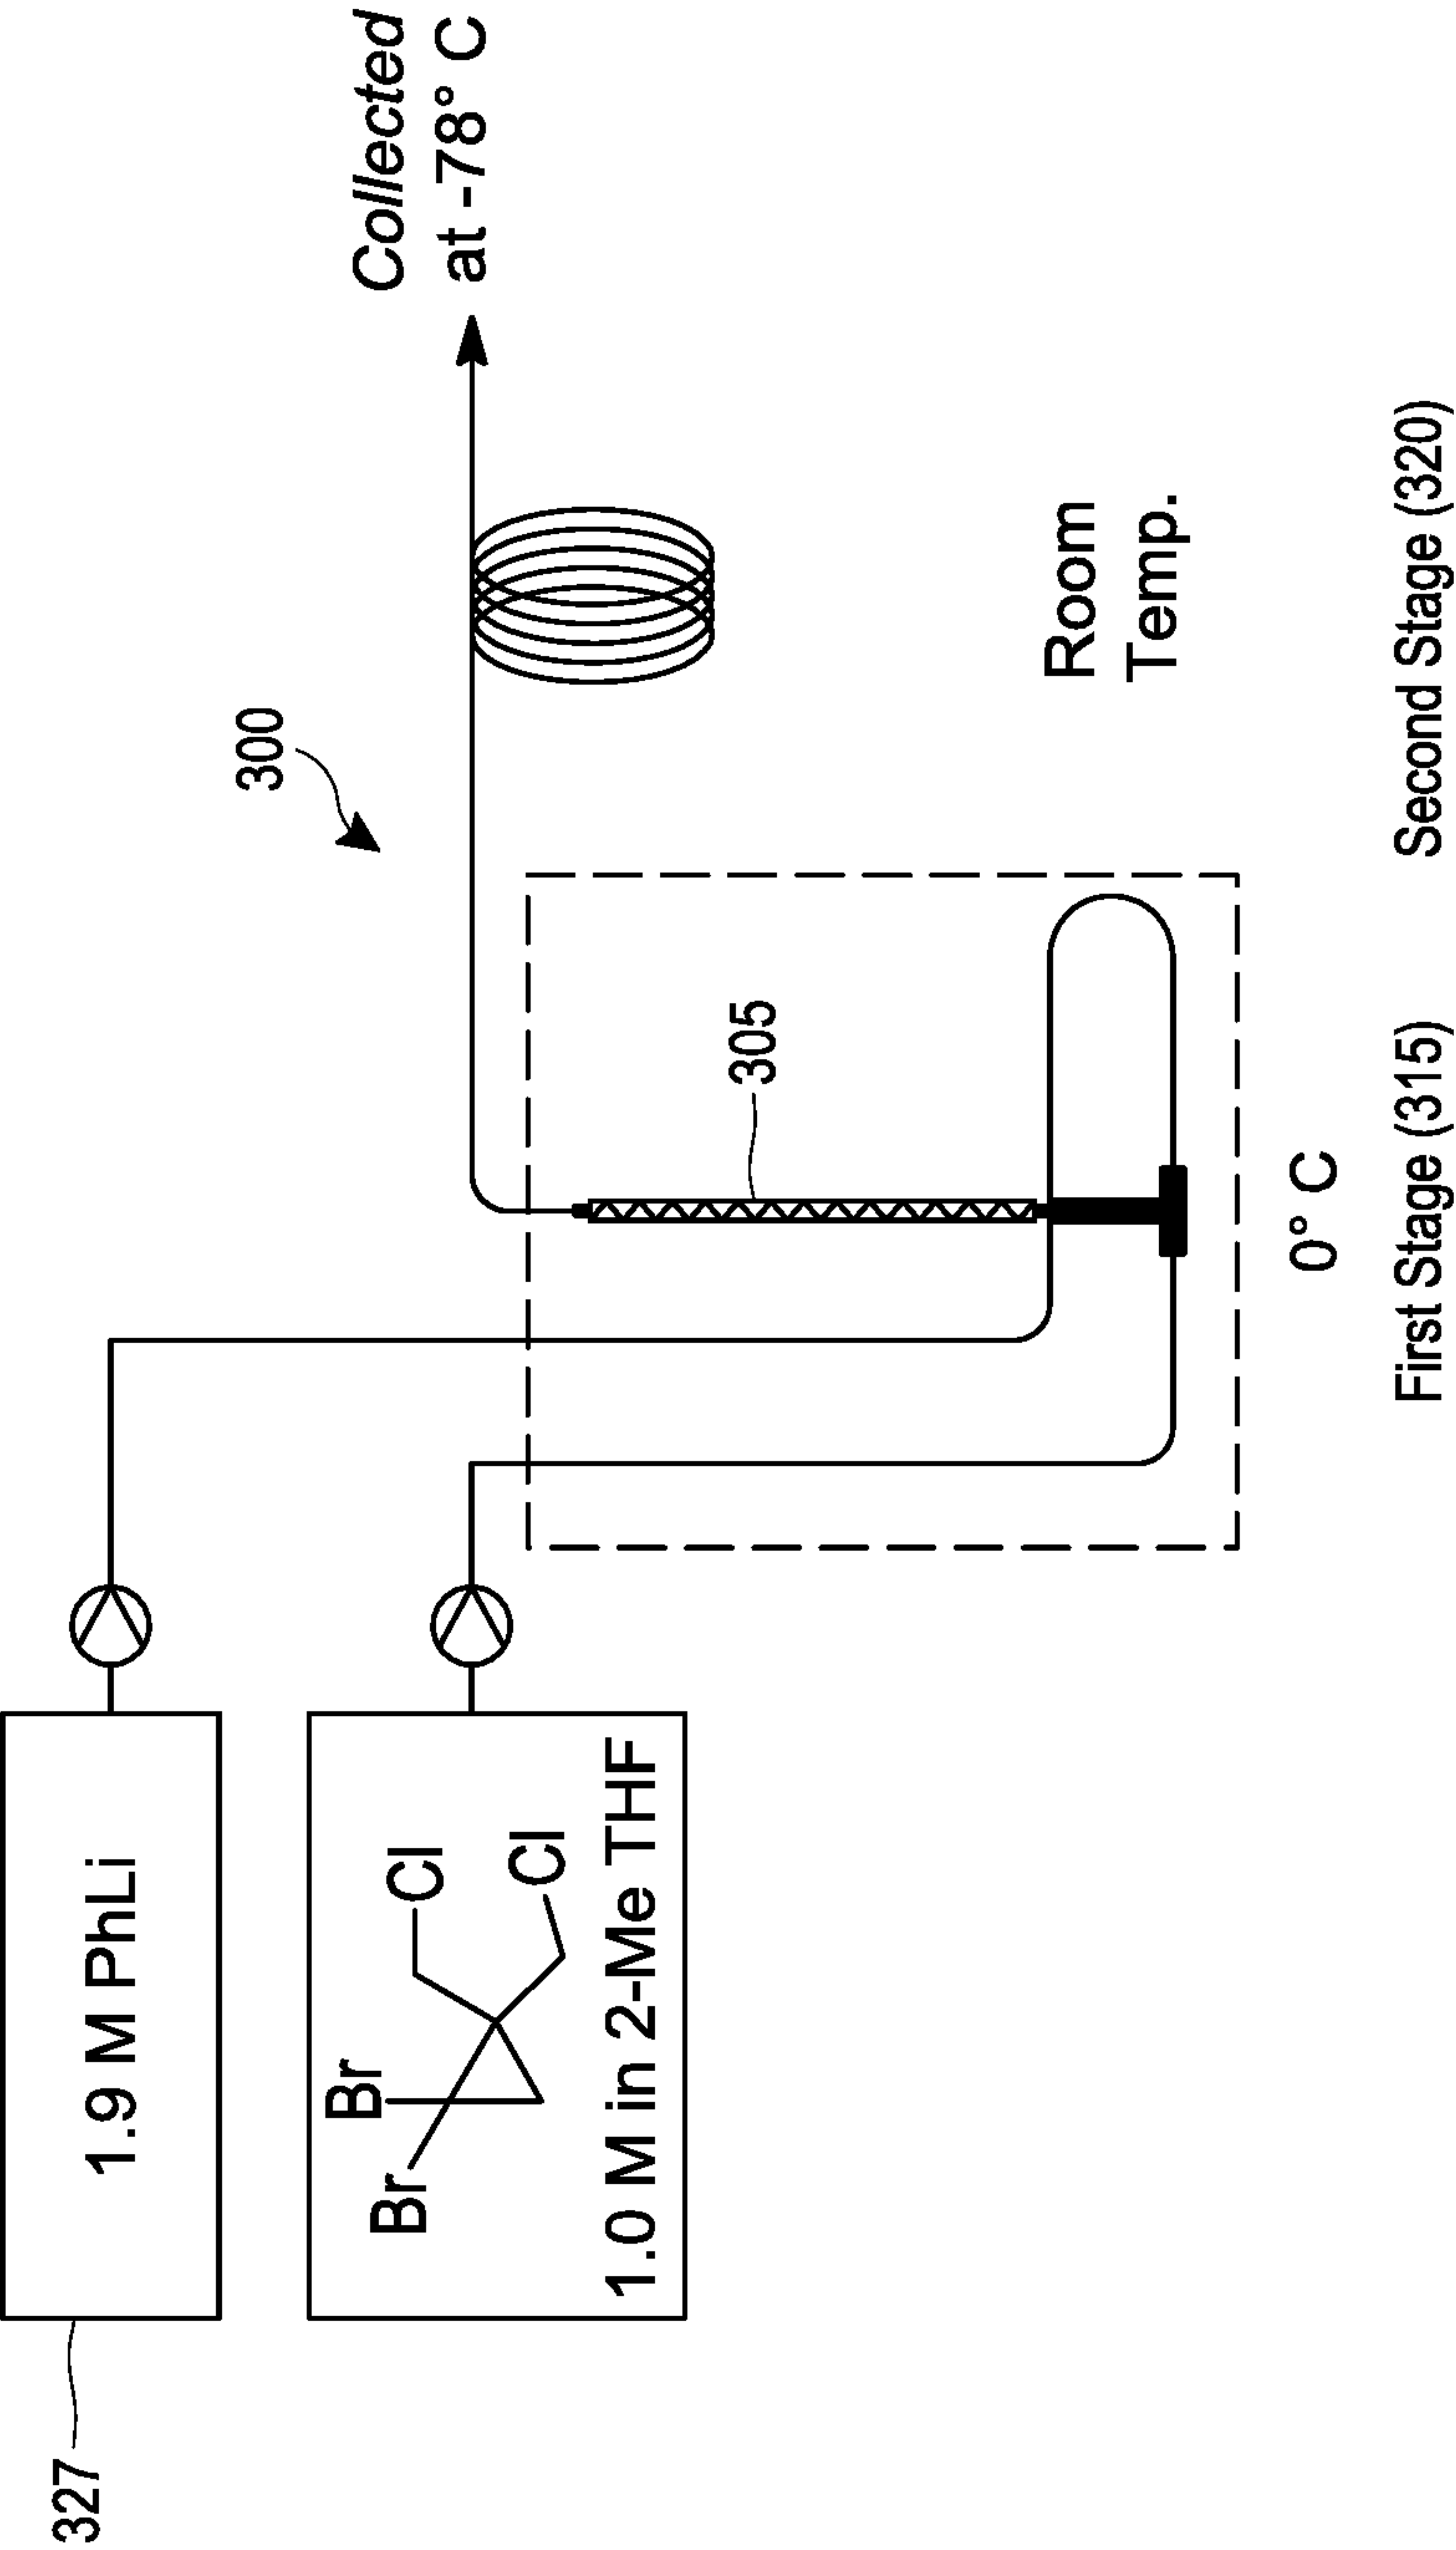 327
1.9 M PhLi
Br
Br
Cl
Cl
1.0 M in 2-Me THF
300
305
Collected
at -78° C
0° C
Room
Temp.
First Stage (315)
Second Stage (320)